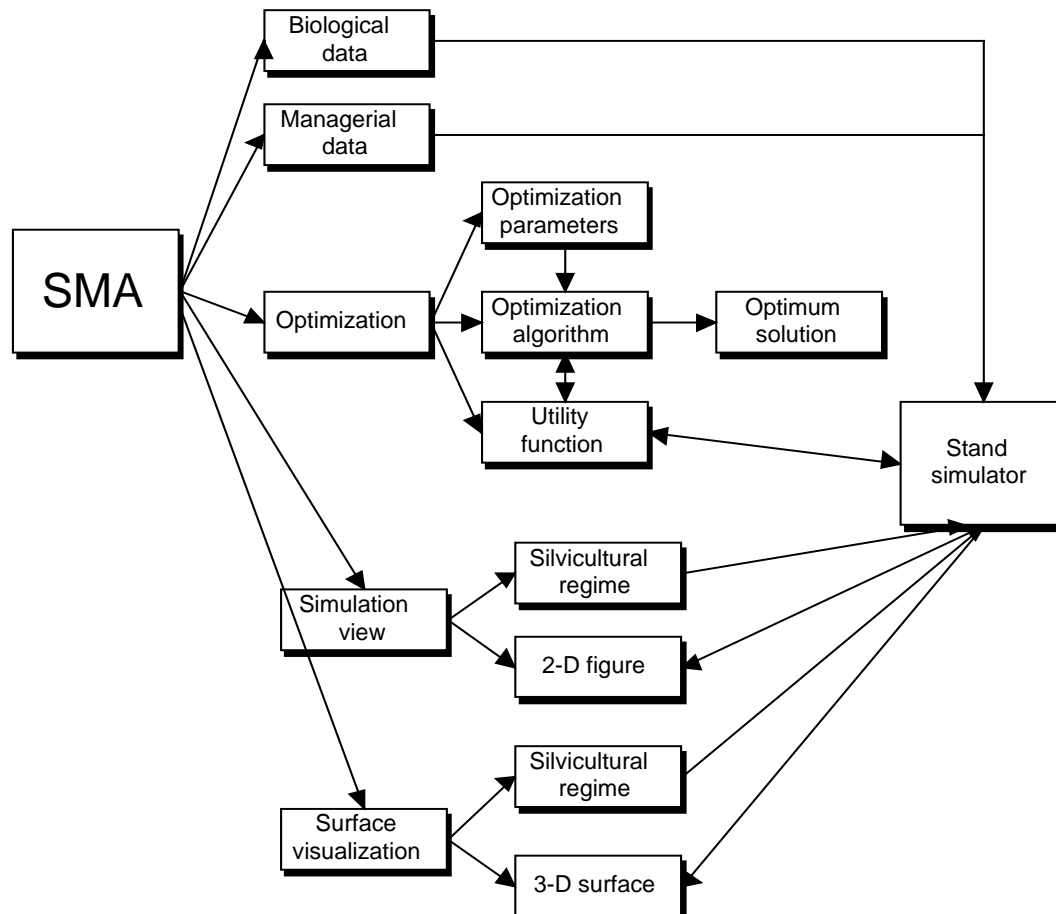 Biological
data
Managerial
data
Optimization
parameters
SMA
Optimization
Optimization
algorithm
Optimum
solution
Utility
function
Stand
simulator
Silvicultural
regime
Simulation
view
2-D figure
Silvicultural
regime
Surface
visualization
3-D surface